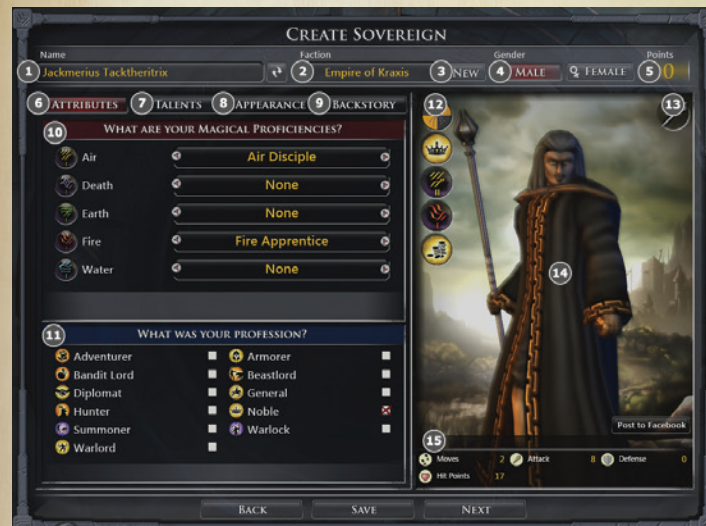 CREATE SOVEREIGN
Name Faction Gender Points
1 Jackmerius Tacktheritrix 2 Empire of Kraxis 3 NEW 4 MALE FEMALE 5 0
6 ATTRIBUTES 7 TALENTS 8 APPEARANCE 9 BACKSTORY
10 WHAT ARE YOUR MAGICAL PROFICIENCIES?
Air Air Disciple
Death None
Earth None
Fire Fire Apprentice
Water None
11 WHAT WAS YOUR PROFESSION?
Adventurer Armorer
Bandit Lord Beastlord
Diplomat General
Hunter Noble
Summoner Warlock
Warlord
12 13
II
14
Post to Facebook
15
Moves 2 Attack 8 Defense 0
Hit Points 17
BACK SAVE NEXT